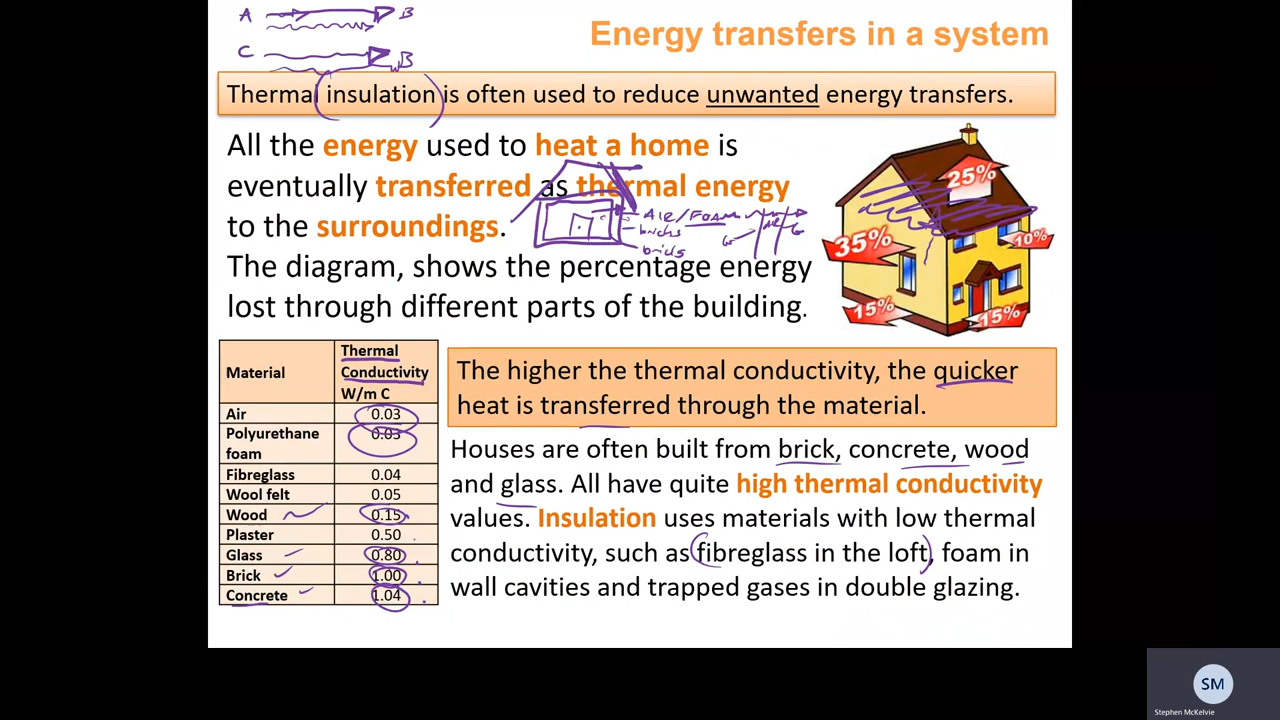 A B
Energy transfers in a system
C B
Thermal insulation is often used to reduce unwanted energy transfers.
All the energy used to heat a home is
eventually transferred as thermal energy
to the surroundings.
AIR/FOAM
bricks
bricks
AIR
G G
The diagram, shows the percentage energy
lost through different parts of the building.
25%
35%
10%
15%
15%
Material Thermal Conductivity W/m C
Air 0.03
Polyurethane foam 0.03
Fibreglass 0.04
Wool felt 0.05
Wood 0.15
Plaster 0.50
Glass 0.80
Brick 1.00
Concrete 1.04
The higher the thermal conductivity, the quicker
heat is transferred through the material.
Houses are often built from brick, concrete, wood
and glass. All have quite high thermal conductivity
values. Insulation uses materials with low thermal
conductivity, such as fibreglass in the loft, foam in
wall cavities and trapped gases in double glazing.
SM
Stephen McKelvie